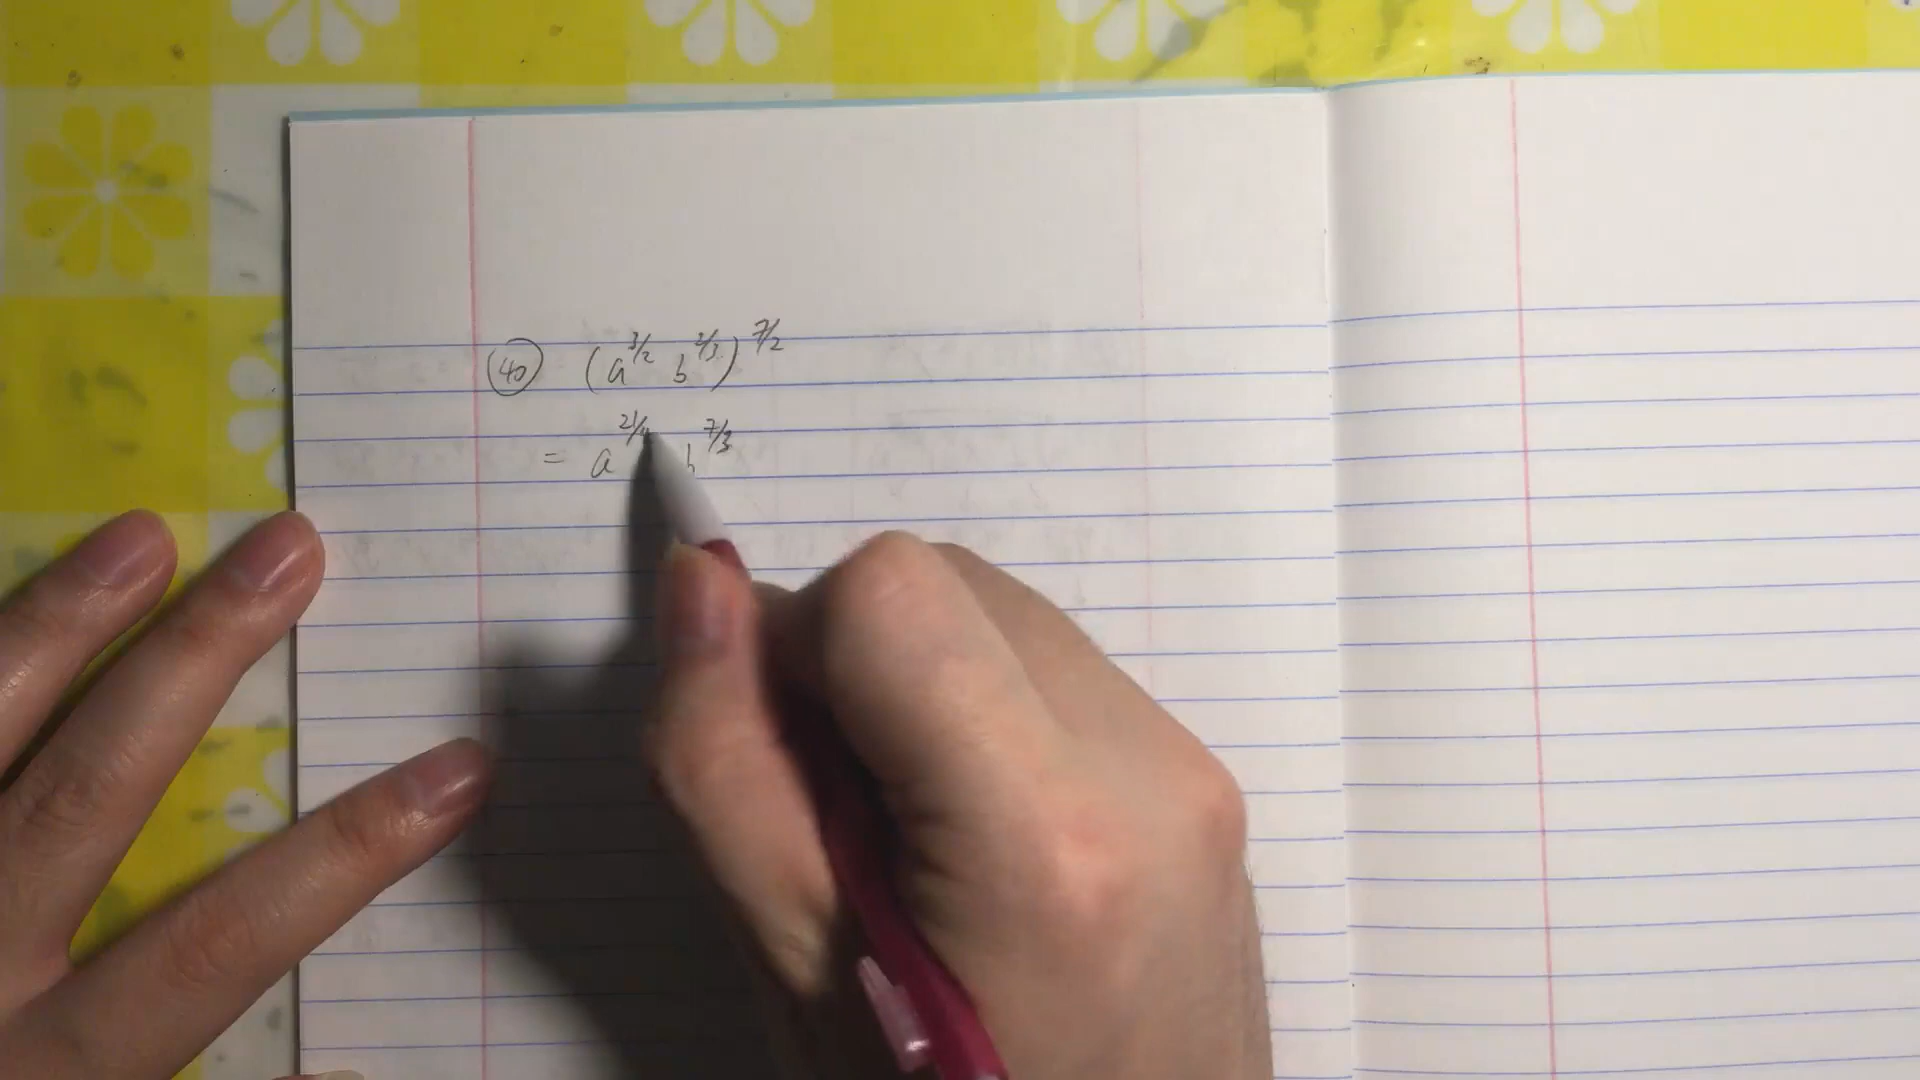 (40) (a^3/2 b^2/3)^7/2
= a^21/4 b^7/3